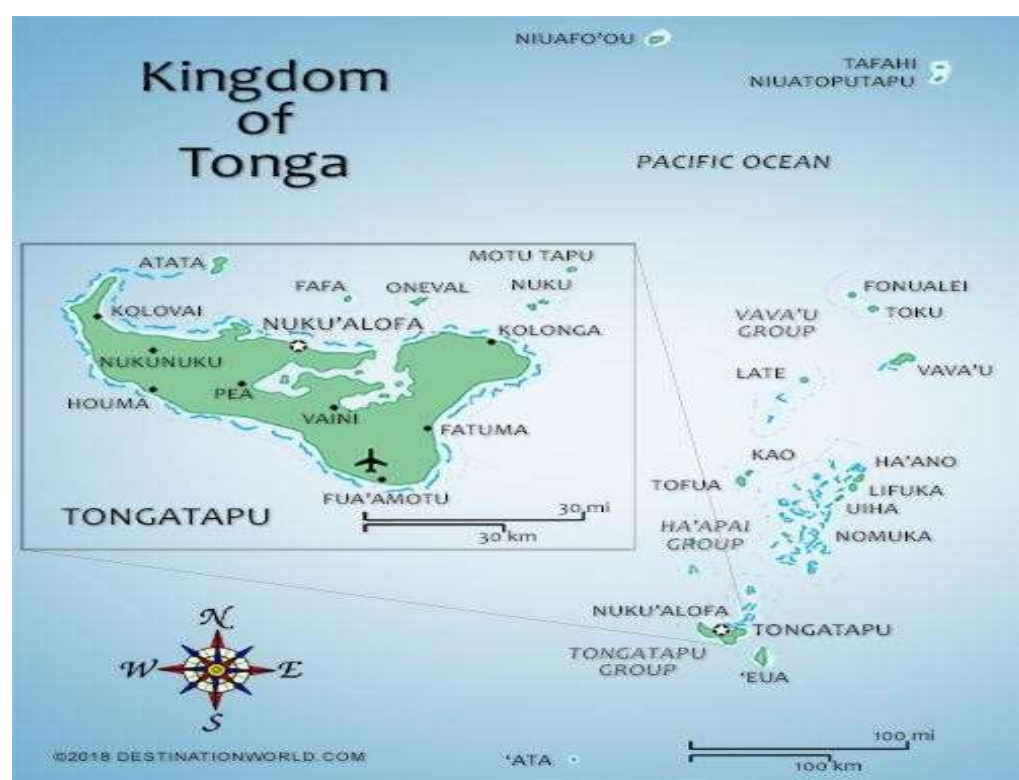 NIUAFO'OU
TAFAHI
NIUATOPUTAPU
Kingdom
of
Tonga
PACIFIC OCEAN
ATATA
MOTU TAPU
FAFA
ONEVAL
NUKU
KOLOVAI
NUKU'ALOFA
KOLONGA
NUKUNUKU
PEA
HOUMA
VAINI
FATUMA
FUA'AMOTU
TONGATAPU
30 mi
30 km
FONUALEI
VAVA'U
GROUP
TOKU
LATE
VAVA'U
KAO
HA'ANO
TOFUA
LIFUKA
UIHA
HA'APAI
GROUP
NOMUKA
NUKU'ALOFA
TONGATAPU
TONGATAPU
GROUP
'EUA
N
W
E
S
©2018 DESTINATIONWORLD.COM
'ATA
100 mi
100 km